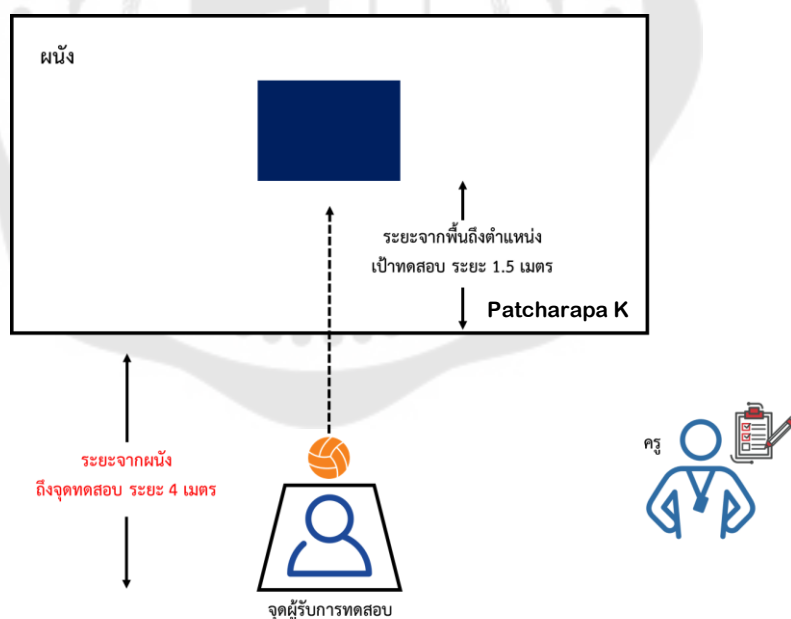 ผนัง
ระยะจากพื้นถึงตำแหน่ง
เป้าทดสอบ ระยะ 1.5 เมตร
Patcharapa K
ระยะจากผนัง
ถึงจุดทดสอบ ระยะ 4 เมตร
ครู
จุดผู้รับการทดสอบ